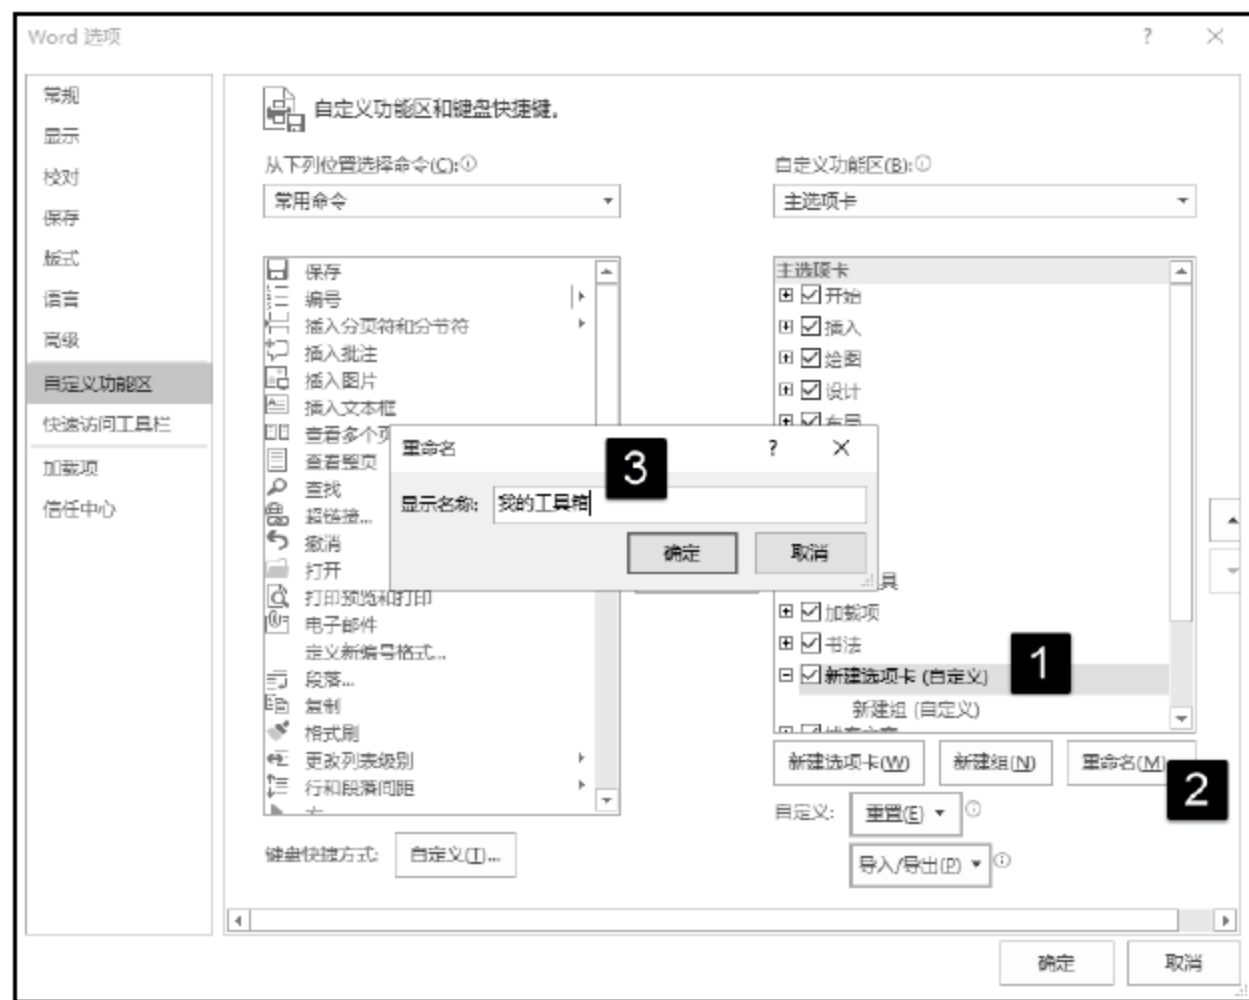 Word 选项
? ×
常规
显示
校对
保存
版式
语言
高级
自定义功能区
快速访问工具栏
加载项
信任中心
自定义功能区和键盘快捷键。
从下列位置选择命令(C):
常用命令
保存
编号
插入分页符和分节符
插入批注
插入图片
插入文本框
查看多个页
查看整页
查找
超链接...
撤消
打开
打印预览和打印
电子邮件
定义新编号格式...
段落...
复制
格式刷
更改列表级别
行和段落间距
键盘快捷方式: 自定义(T)...
自定义功能区(B):
主选项卡
主选项卡
开始
插入
绘图
设计
布局
具
加载项
书法
新建选项卡 (自定义)
1
新建组 (自定义)
新建选项卡(W) 新建组(N) 重命名(M)...
2
自定义: 重置(E)
导入/导出(P)
重命名 ? ×
3
显示名称: 我的工具箱
确定 取消
确定 取消